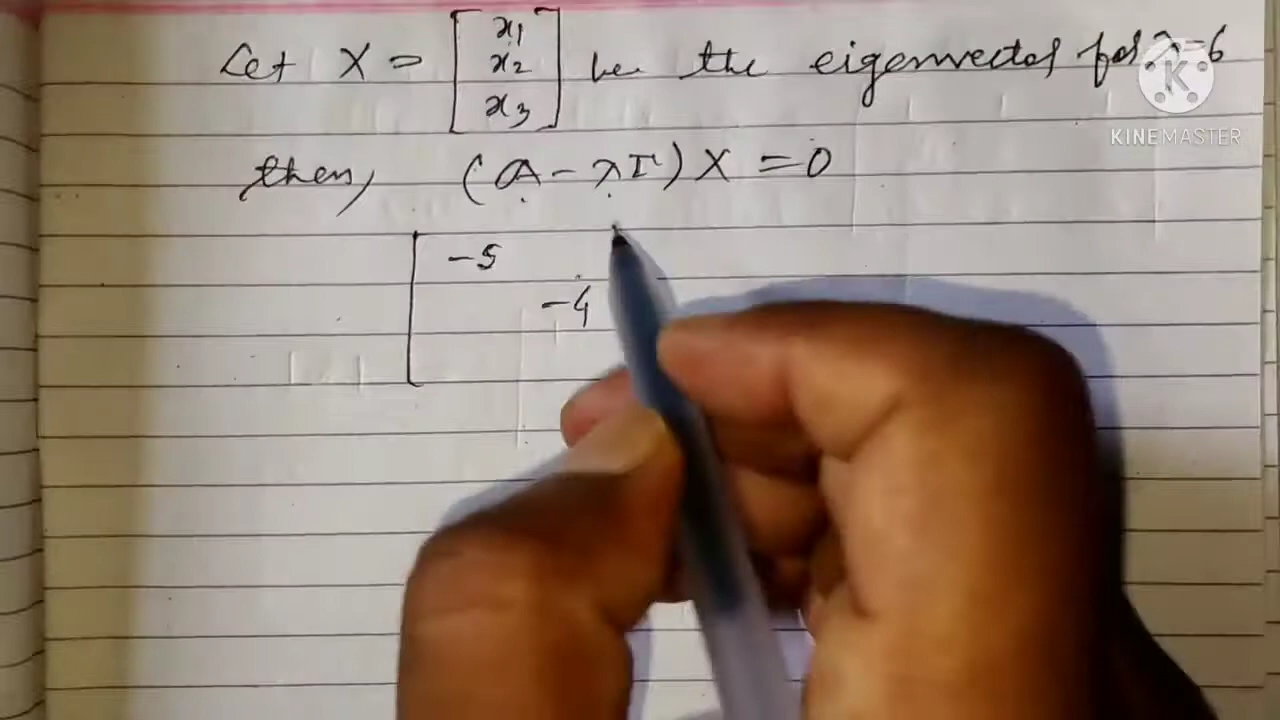 Let X = [x1 x2 x3] be the eigenvector for λ=6
KINEMASTER
then, (A - λI) X = 0
[-5
-4